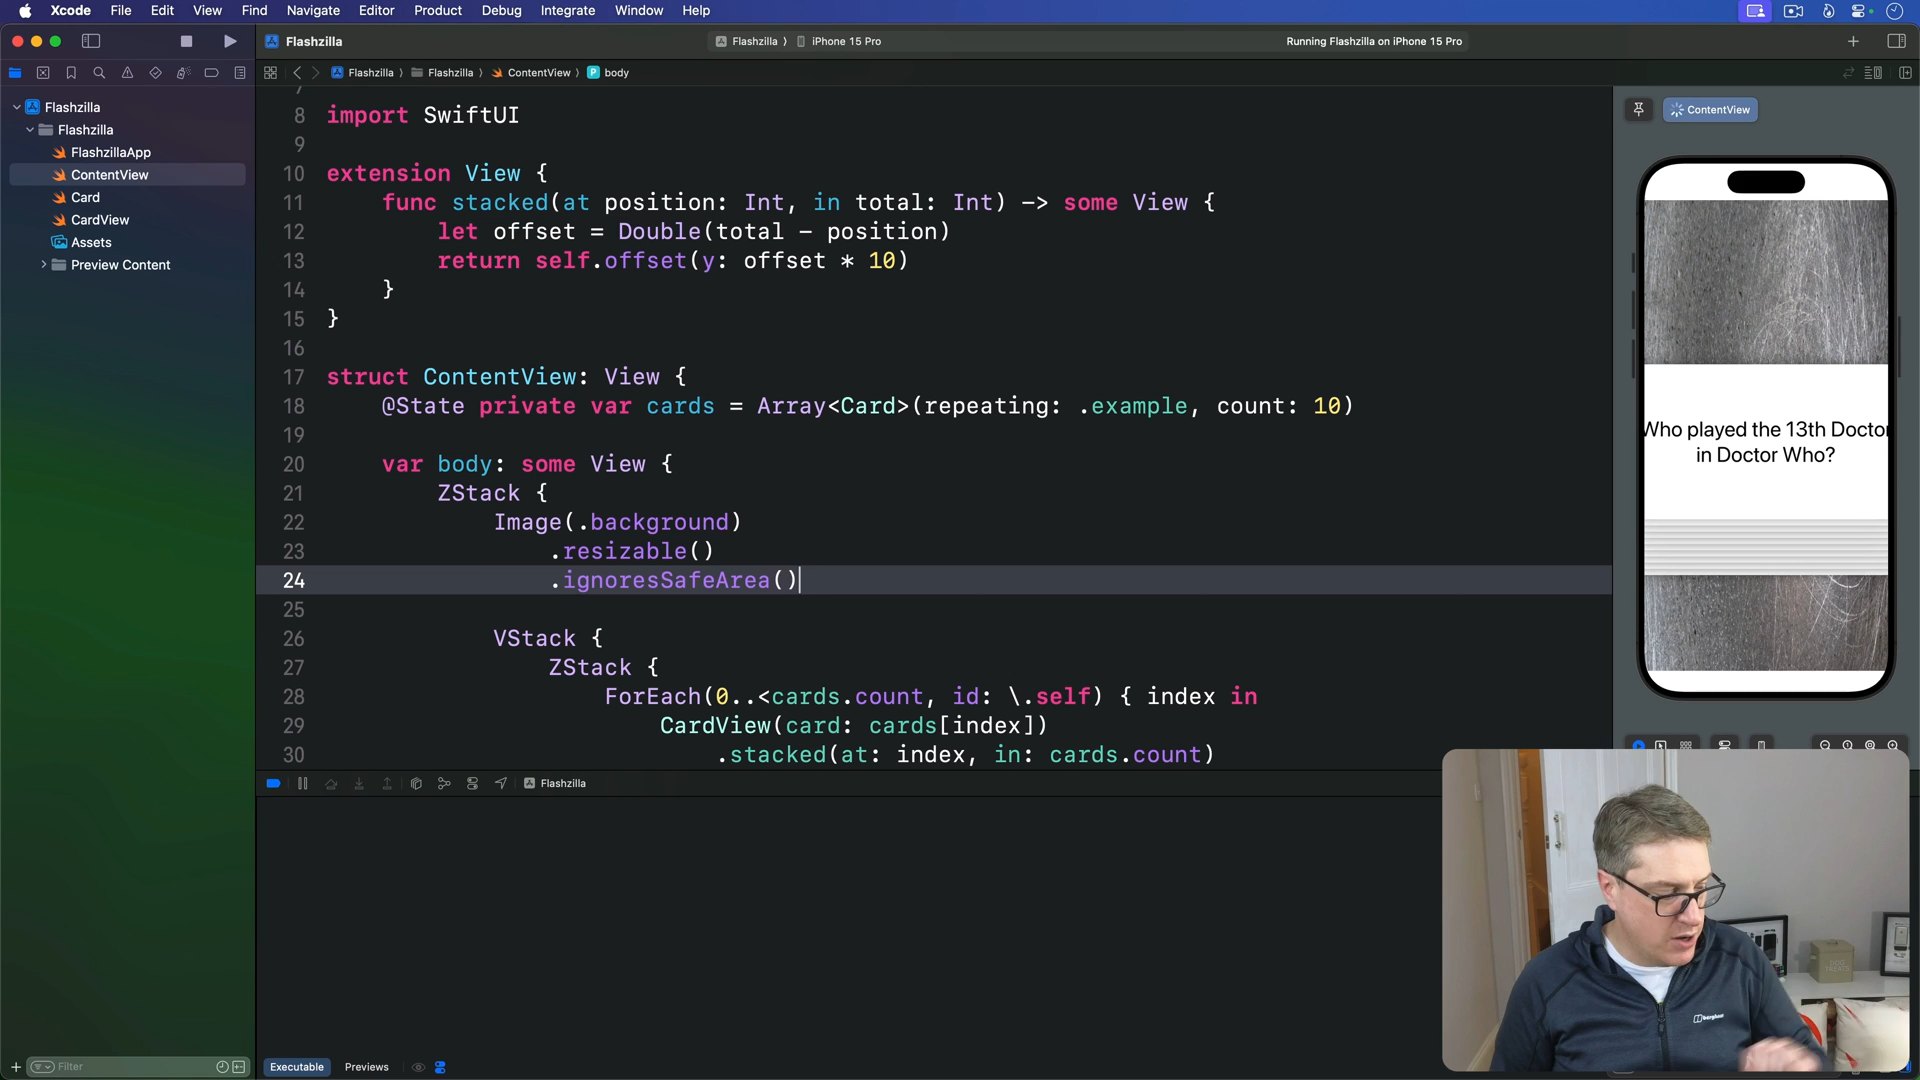 Xcode File Edit View Find Navigate Editor Product Debug Integrate Window Help
Flashzilla
Flashzilla 〉 iPhone 15 Pro
Running Flashzilla on iPhone 15 Pro
Flashzilla 〉 Flashzilla 〉 ContentView 〉 P body
Flashzilla
Flashzilla
FlashzillaApp
ContentView
Card
CardView
Assets
Preview Content
8 import SwiftUI
9
10 extension View {
11 func stacked(at position: Int, in total: Int) -> some View {
12 let offset = Double(total - position)
13 return self.offset(y: offset * 10)
14 }
15 }
16
17 struct ContentView: View {
18 @State private var cards = Array<Card>(repeating: .example, count: 10)
19
20 var body: some View {
21 ZStack {
22 Image(.background)
23 .resizable()
24 .ignoresSafeArea()
25
26 VStack {
27 ZStack {
28 ForEach(0..<cards.count, id: \.self) { index in
29 CardView(card: cards[index])
30 .stacked(at: index, in: cards.count)
ContentView
Who played the 13th Doctor
in Doctor Who?
Flashzilla
Filter
Executable Previews
berghaus